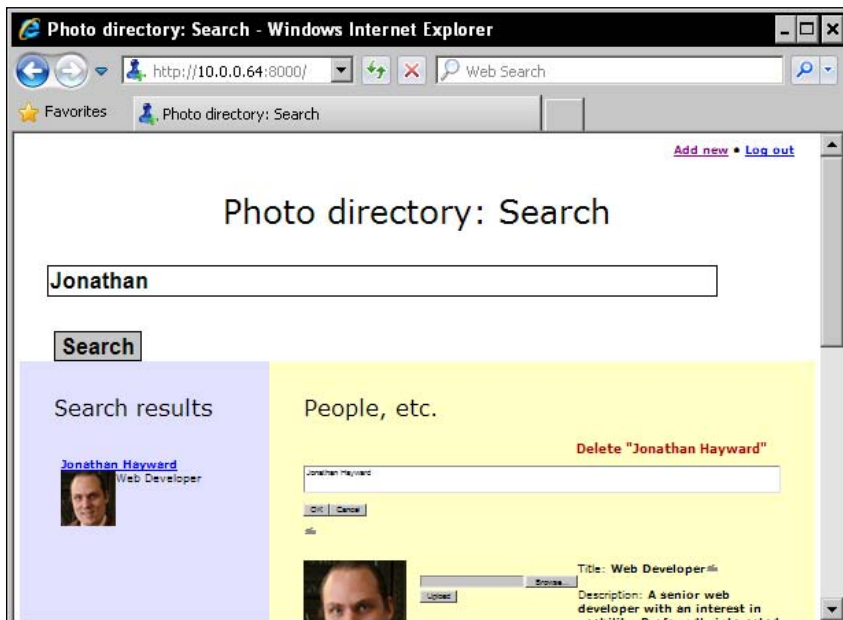 Photo directory: Search - Windows Internet Explorer
http://10.0.0.64:8000/
Web Search
Favorites
Photo directory: Search
Add new • Log out
Photo directory: Search
Jonathan
Search
Search results
Jonathan Hayward
Web Developer
People, etc.
Delete "Jonathan Hayward"
Jonathan Hayward
OK Cancel
Browse...
Upload
Title: Web Developer
Description: A senior web
developer with an interest in